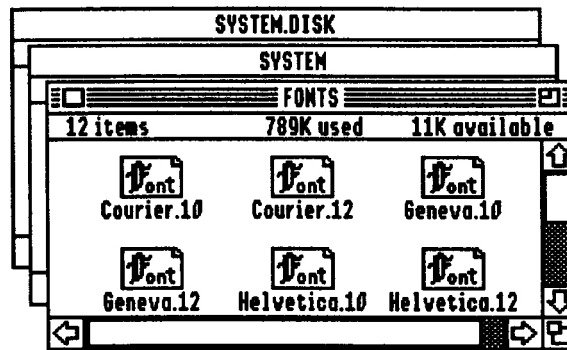 SYSTEM.DISK
SYSTEM
FONTS
12 items 789K used 11K available
Font Font Font
Courier.10 Courier.12 Geneva.10
Font Font Font
Geneva.12 Helvetica.10 Helvetica.12